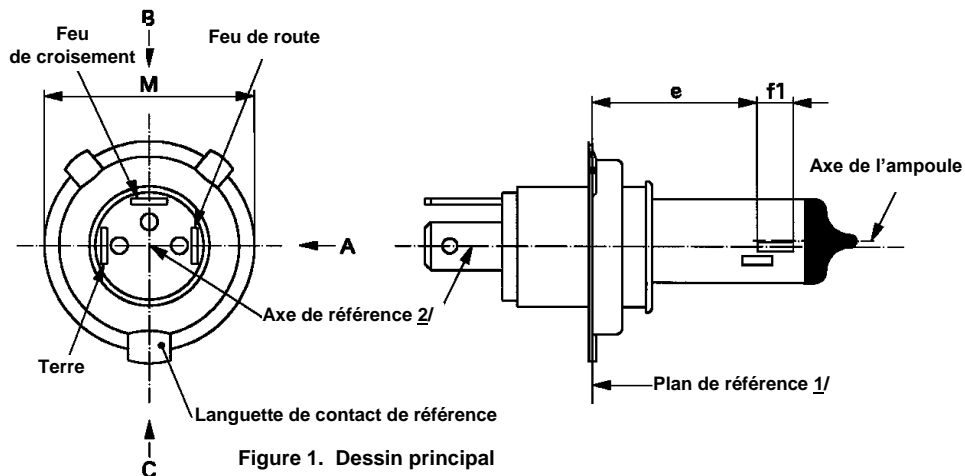 B
Feu
de croisement
Feu de route
M
e
f1
Axe de l'ampoule
A
Axe de référence 2/
Terre
Plan de référence 1/
Languette de contact de référence
C
Figure 1. Dessin principal